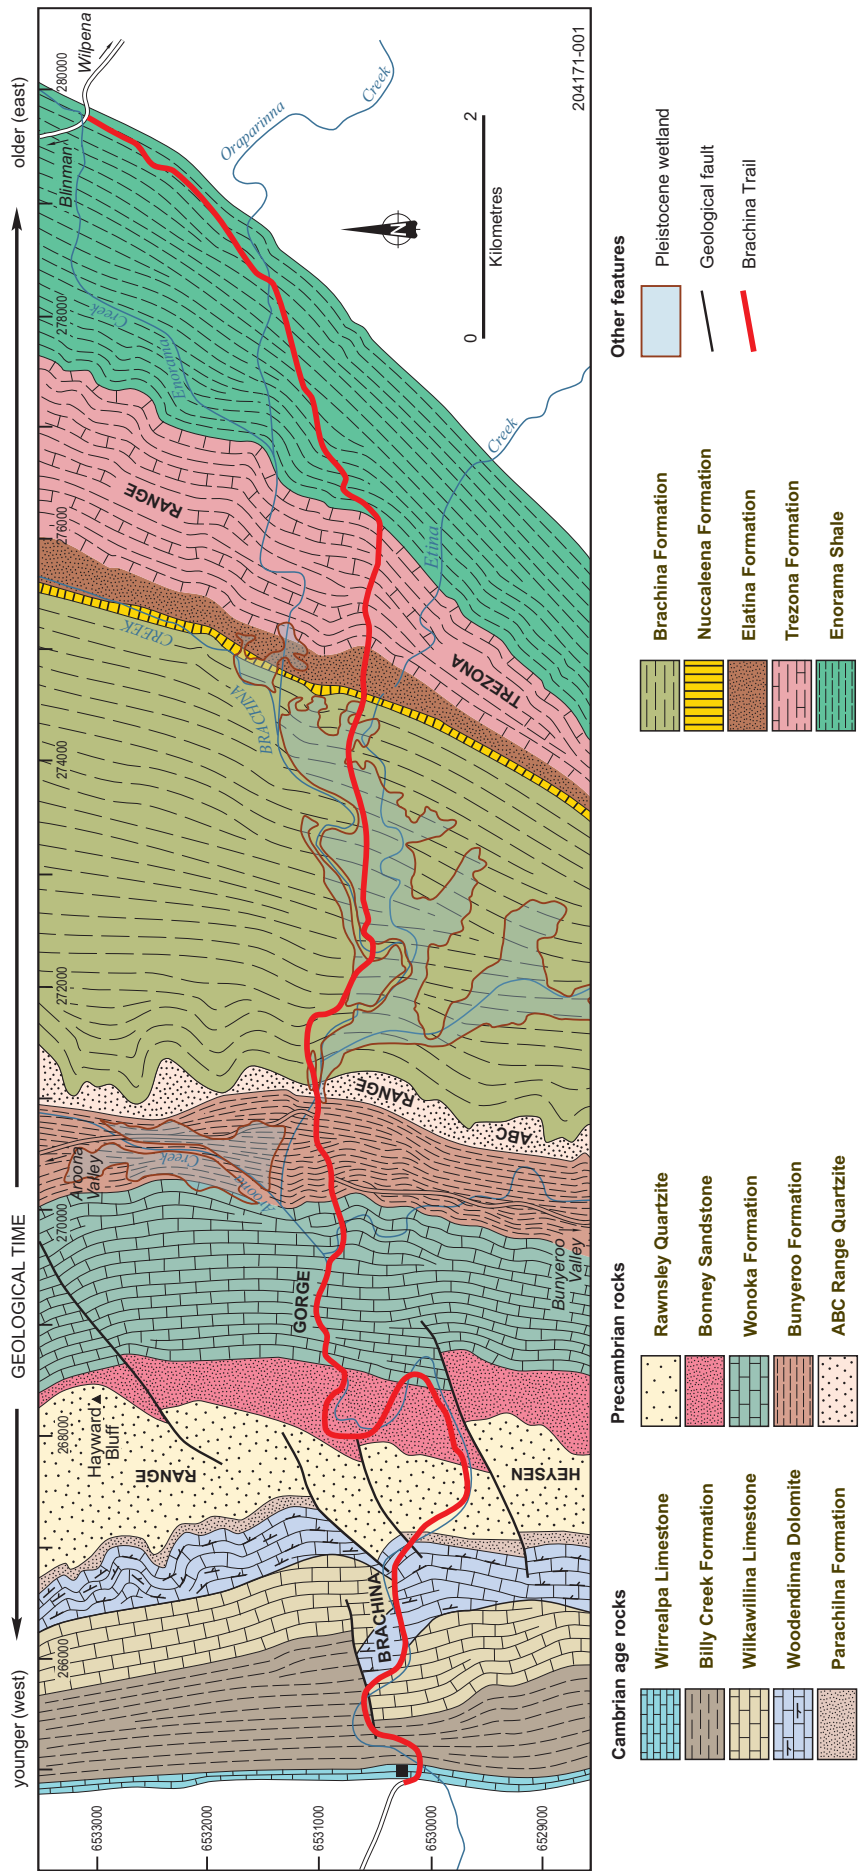 younger (west)
GEOLOGICAL TIME
older (east)
266000
268000
270000
272000
274000
276000
278000
280000
6533000
6532000
6531000
6530000
6529000
Hayward
Bluff
RANGE
HEYSEN
BRACHINA
GORGE
Aroona
Valley
Aroona
Creek
Bunyeroo
Valley
ABC
RANGE
BRACHINA
CREEK
TREZONA
RANGE
Enorama
Creek
Etina
Creek
Oraparinna
Creek
Blinman
Wilpena
N
0
2
Kilometres
204171-001
Cambrian age rocks
Wirrealpa Limestone
Billy Creek Formation
Wilkawillina Limestone
Woodendinna Dolomite
Parachilna Formation
Precambrian rocks
Rawnsley Quartzite
Bonney Sandstone
Wonoka Formation
Bunyeroo Formation
ABC Range Quartzite
Brachina Formation
Nuccaleena Formation
Elatina Formation
Trezona Formation
Enorama Shale
Other features
Pleistocene wetland
Geological fault
Brachina Trail